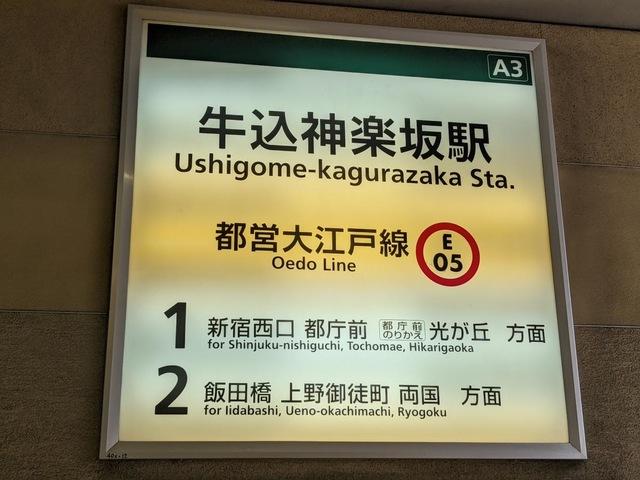 A3
牛込神楽坂駅
Ushigome-kagurazaka Sta.
都営大江戸線 E 05
Oedo Line
1 新宿西口 都庁前 都庁前のりかえ 光が丘 方面
for Shinjuku-nishiguchi, Tochomae, Hikarigaoka
2 飯田橋 上野御徒町 両国 方面
for Iidabashi, Ueno-okachimachi, Ryogoku